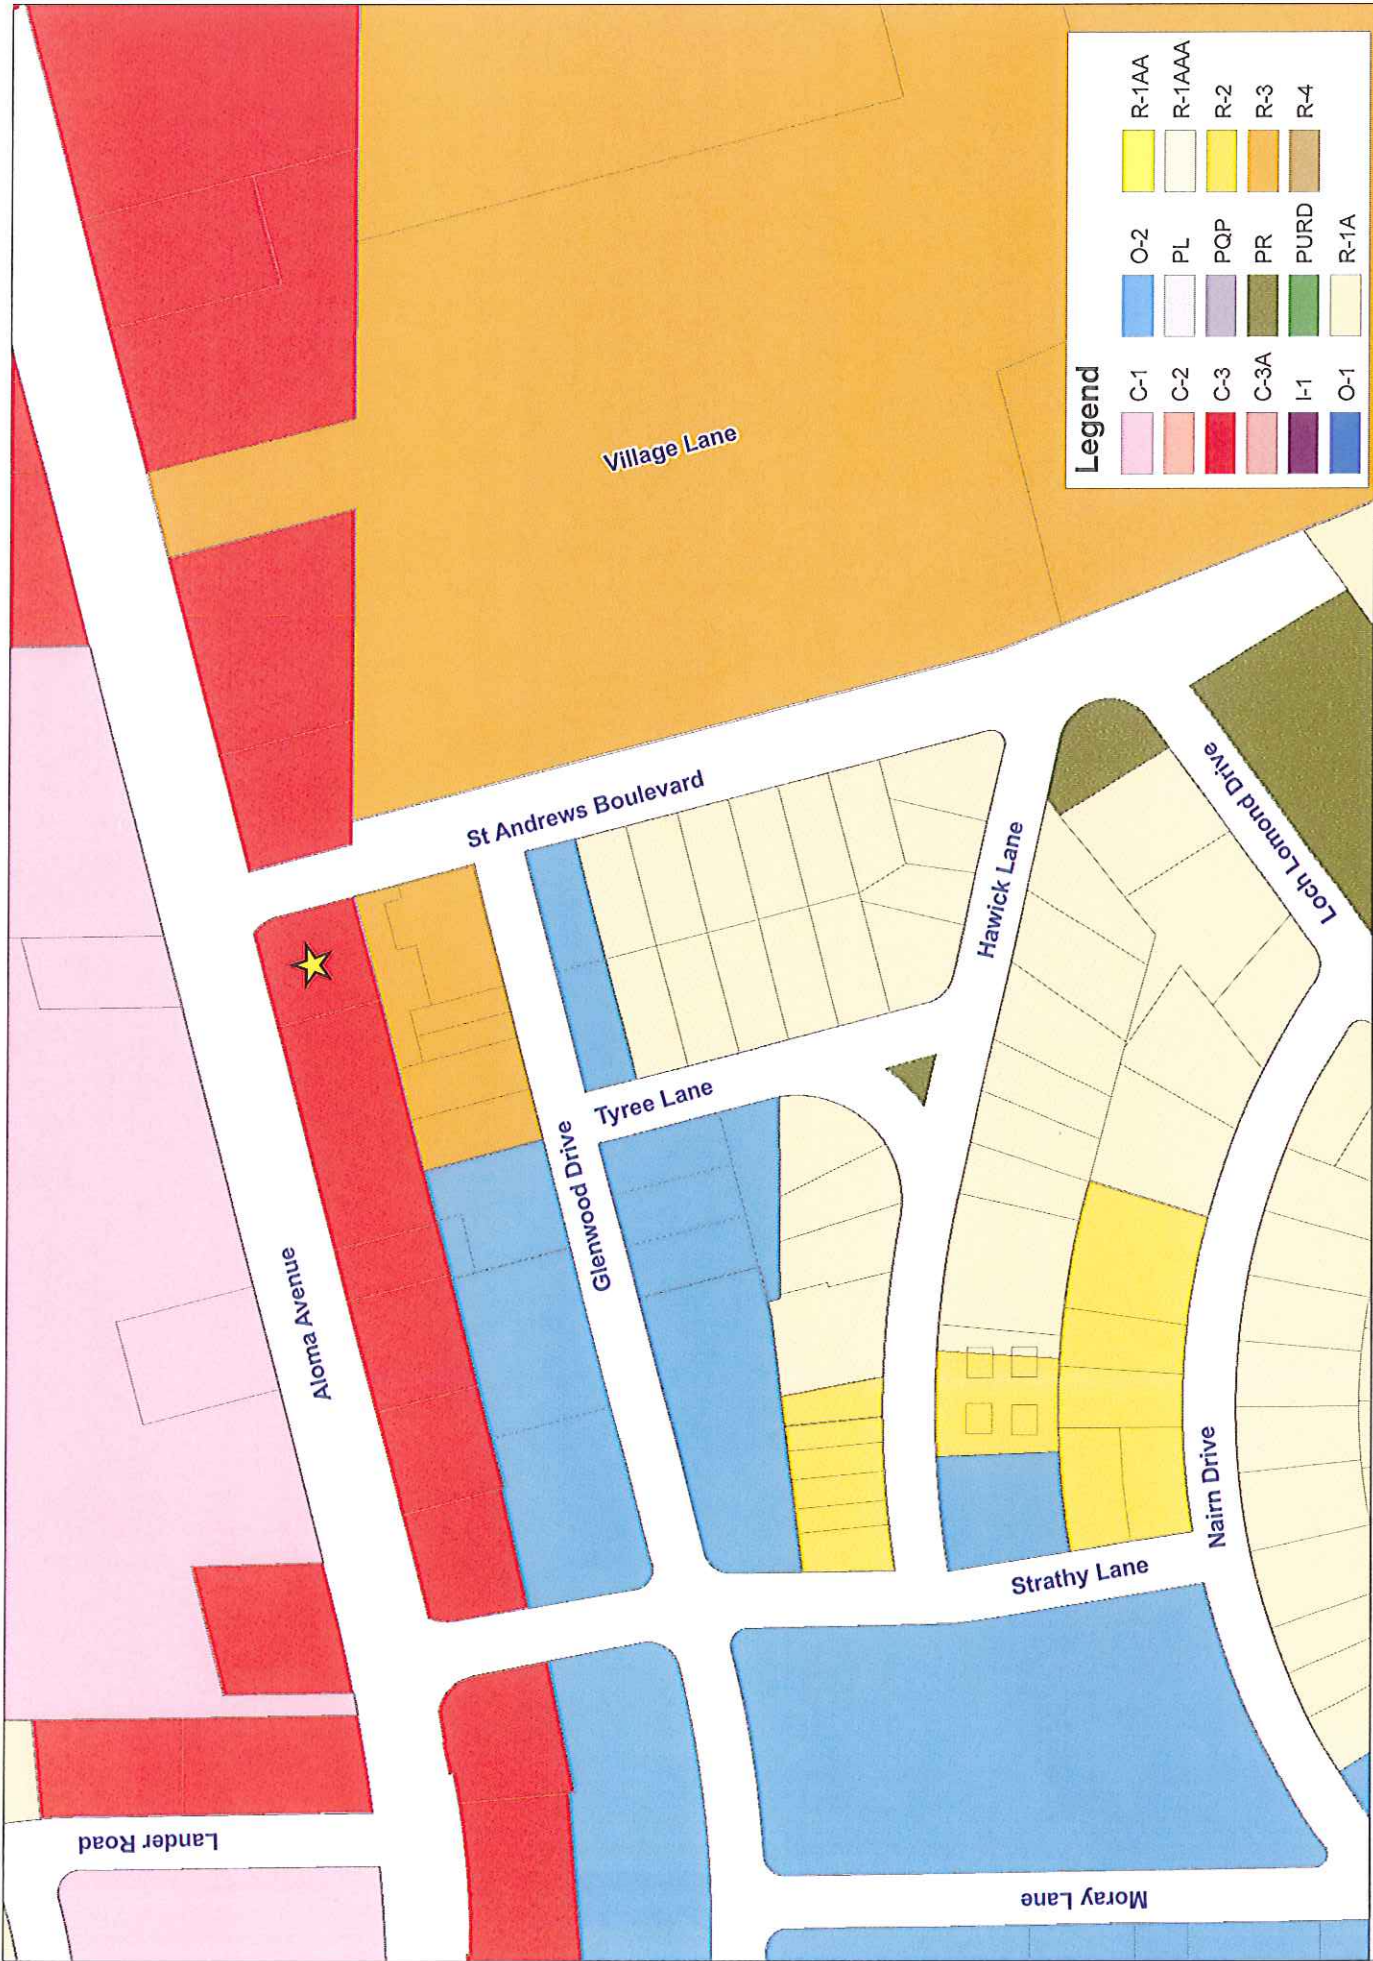 Lander Road
Aloma Avenue
Glenwood Drive
St Andrews Boulevard
Village Lane
Tyree Lane
Hawick Lane
Loch Lomond Drive
Strathy Lane
Nairn Drive
Moray Lane
Legend
C-1
C-2
C-3
C-3A
I-1
O-1
O-2
PL
PQP
PR
PURD
R-1A
R-1AA
R-1AAA
R-2
R-3
R-4